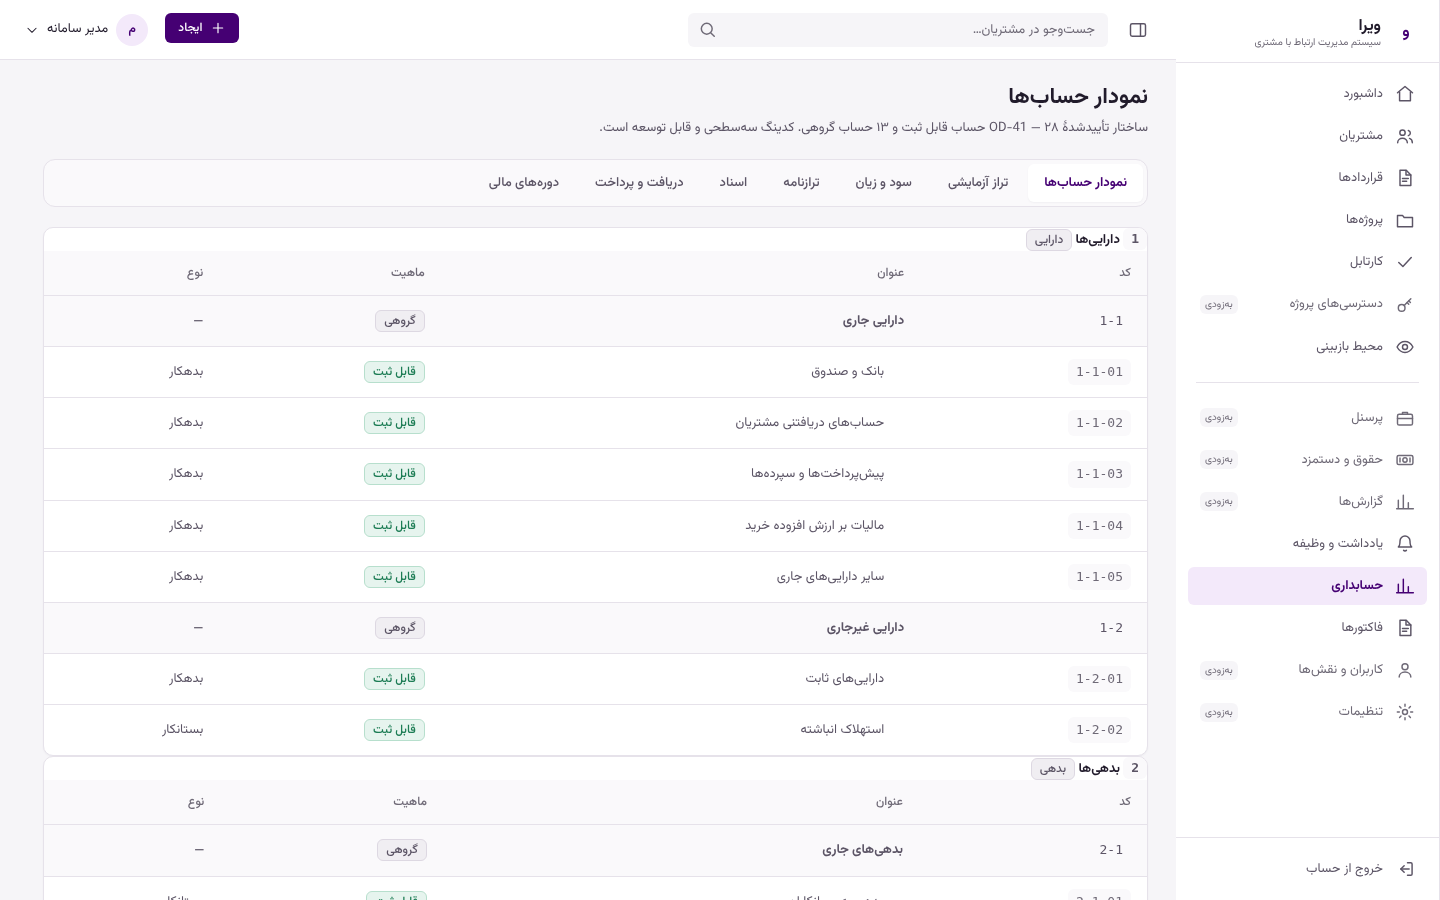 و
ویرا
سیستم مدیریت ارتباط با مشتری
داشبورد
مشتریان
قراردادها
پروژه‌ها
کارتابل
دسترسی‌های پروژه به‌زودی
محیط بازبینی
پرسنل به‌زودی
حقوق و دستمزد به‌زودی
گزارش‌ها به‌زودی
یادداشت و وظیفه
حسابداری
فاکتورها
کاربران و نقش‌ها به‌زودی
تنظیمات به‌زودی
خروج از حساب
جست‌وجو در مشتریان...
ایجاد
م مدیر سامانه
نمودار حساب‌ها
ساختار تأییدشدهٔ OD-41 — ۲۸ حساب قابل ثبت و ۱۳ حساب گروهی. کدینگ سه‌سطحی و قابل توسعه است.
نمودار حساب‌ها تراز آزمایشی سود و زیان ترازنامه اسناد دریافت و پرداخت دوره‌های مالی
1 دارایی‌ها دارایی
کد عنوان ماهیت نوع
1-1 دارایی جاری گروهی —
1-1-01 بانک و صندوق قابل ثبت بدهکار
1-1-02 حساب‌های دریافتنی مشتریان قابل ثبت بدهکار
1-1-03 پیش‌پرداخت‌ها و سپرده‌ها قابل ثبت بدهکار
1-1-04 مالیات بر ارزش افزوده خرید قابل ثبت بدهکار
1-1-05 سایر دارایی‌های جاری قابل ثبت بدهکار
1-2 دارایی غیرجاری گروهی —
1-2-01 دارایی‌های ثابت قابل ثبت بدهکار
1-2-02 استهلاک انباشته قابل ثبت بستانکار
2 بدهی‌ها بدهی
کد عنوان ماهیت نوع
2-1 بدهی‌های جاری گروهی —